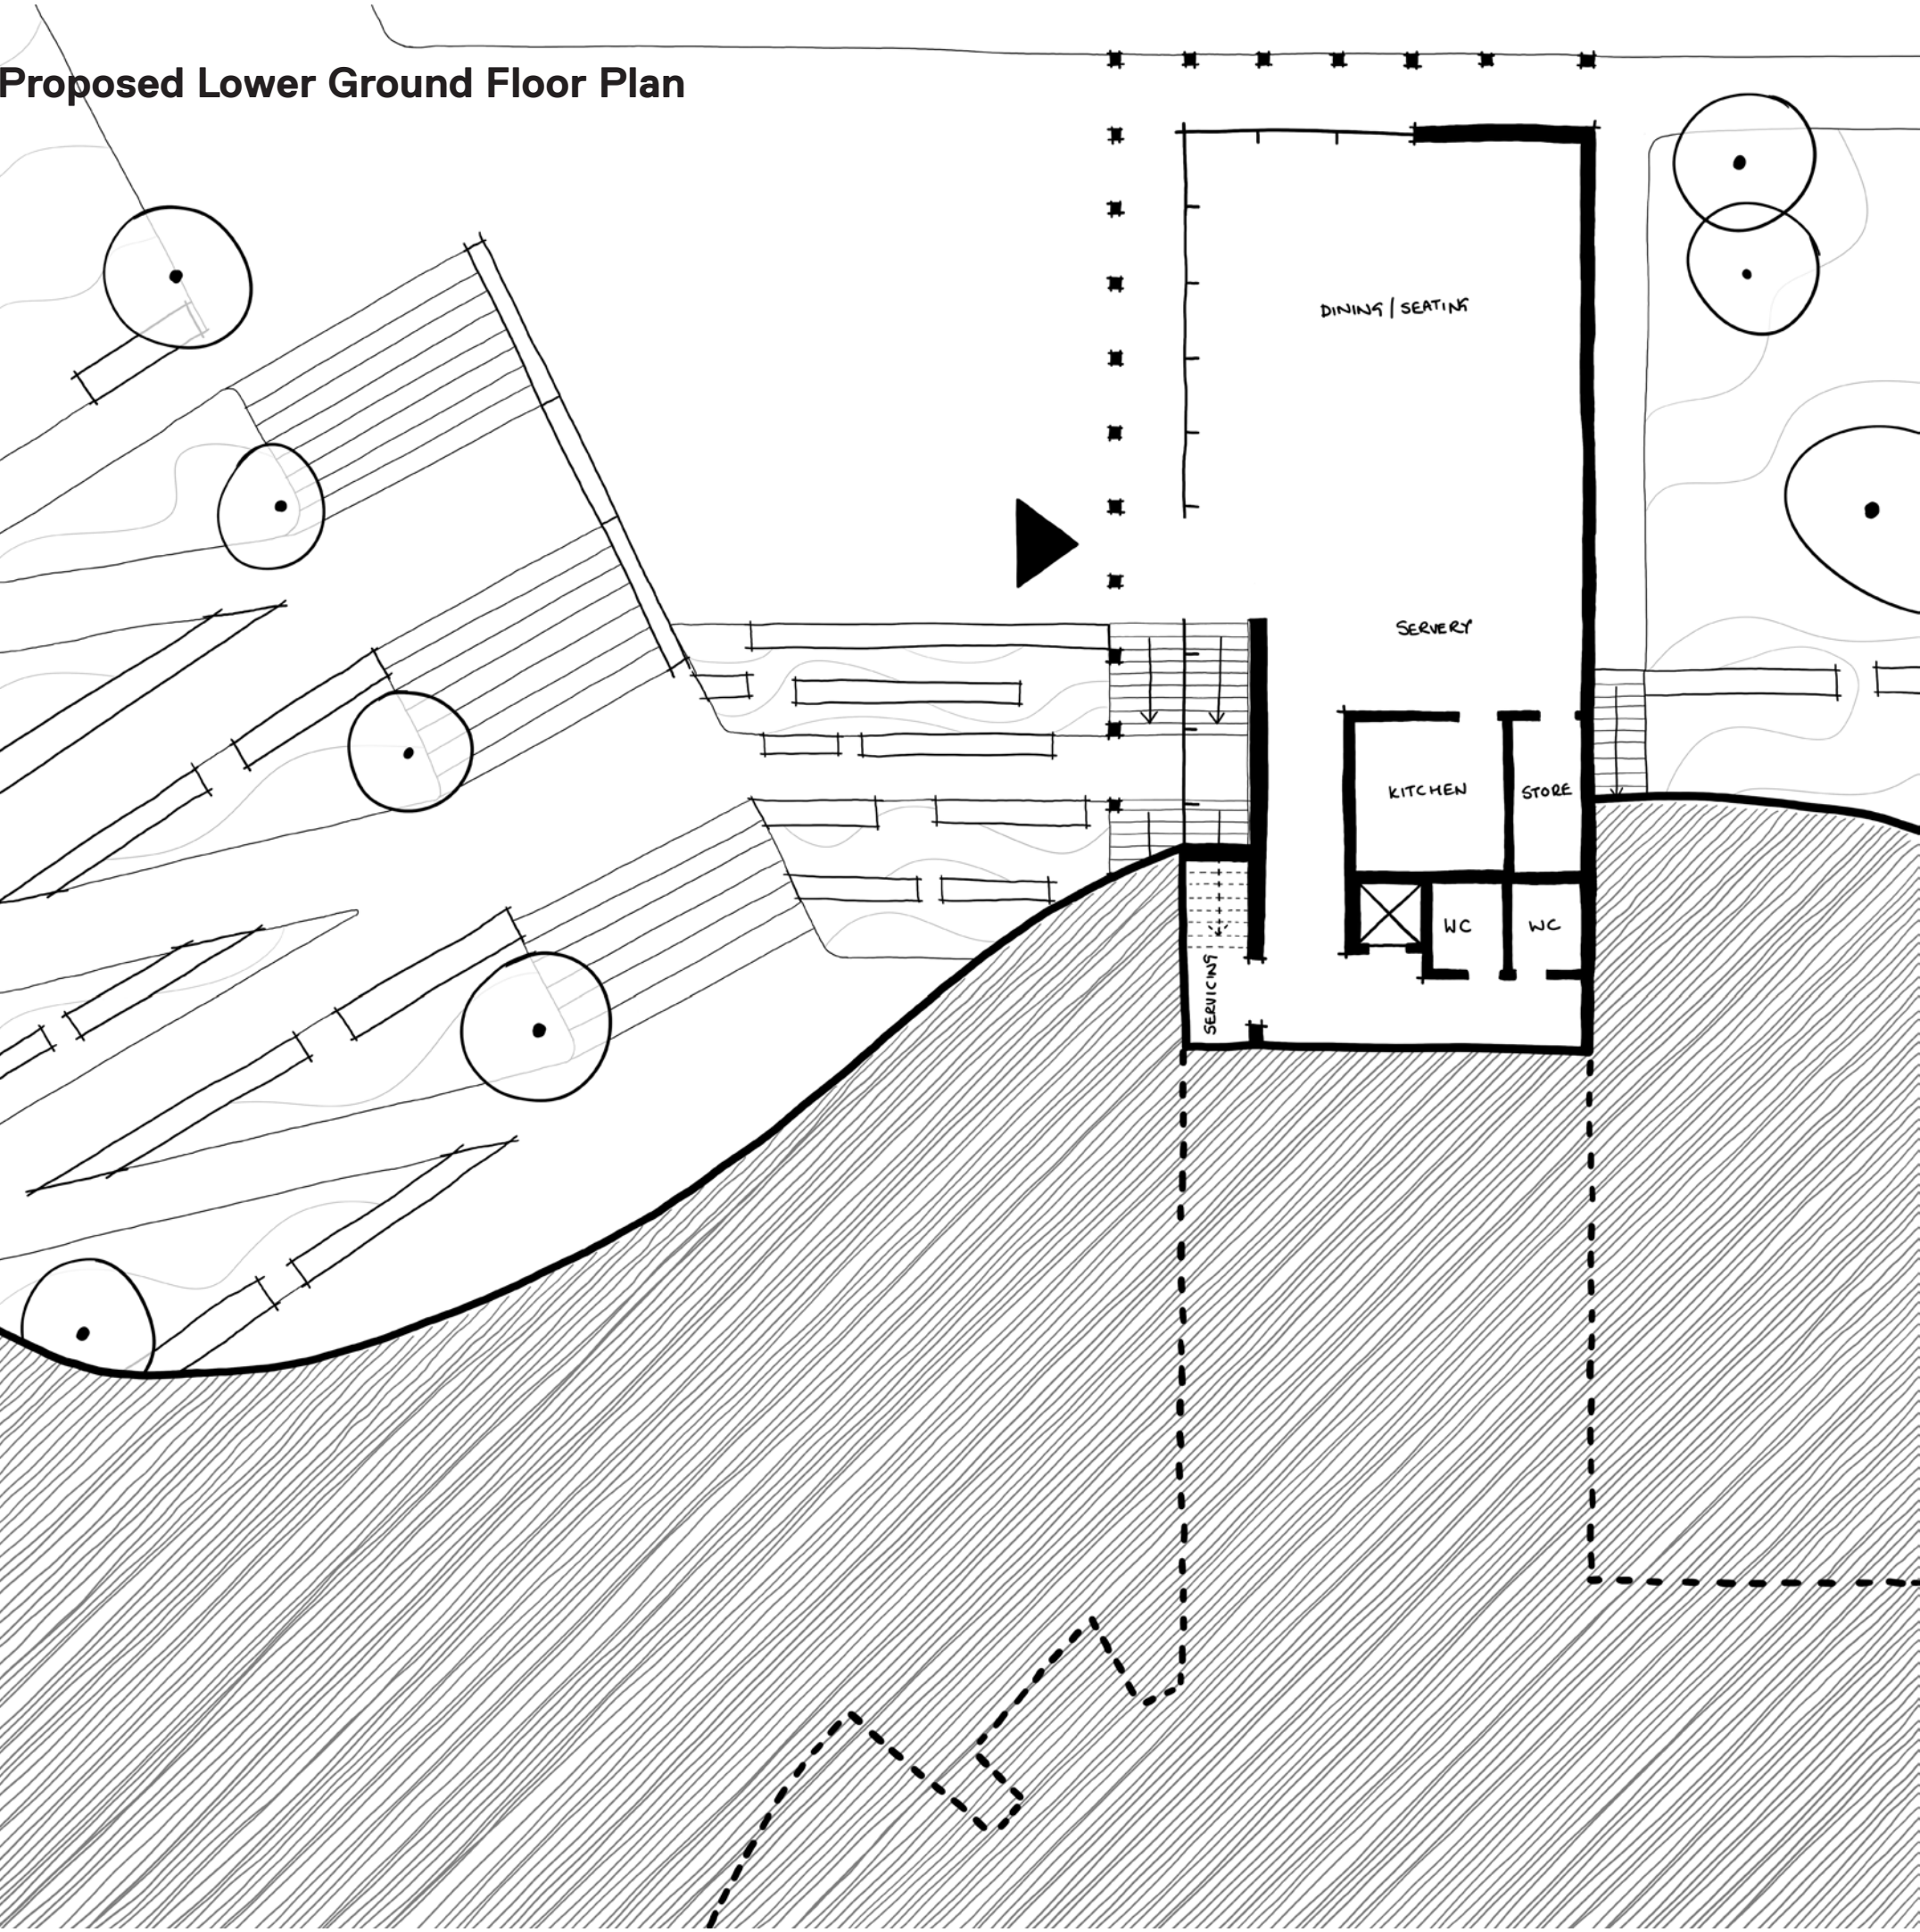 Proposed Lower Ground Floor Plan
DINING/SEATING
SERVERY
KITCHEN
STORE
WC
WC
SERVICING